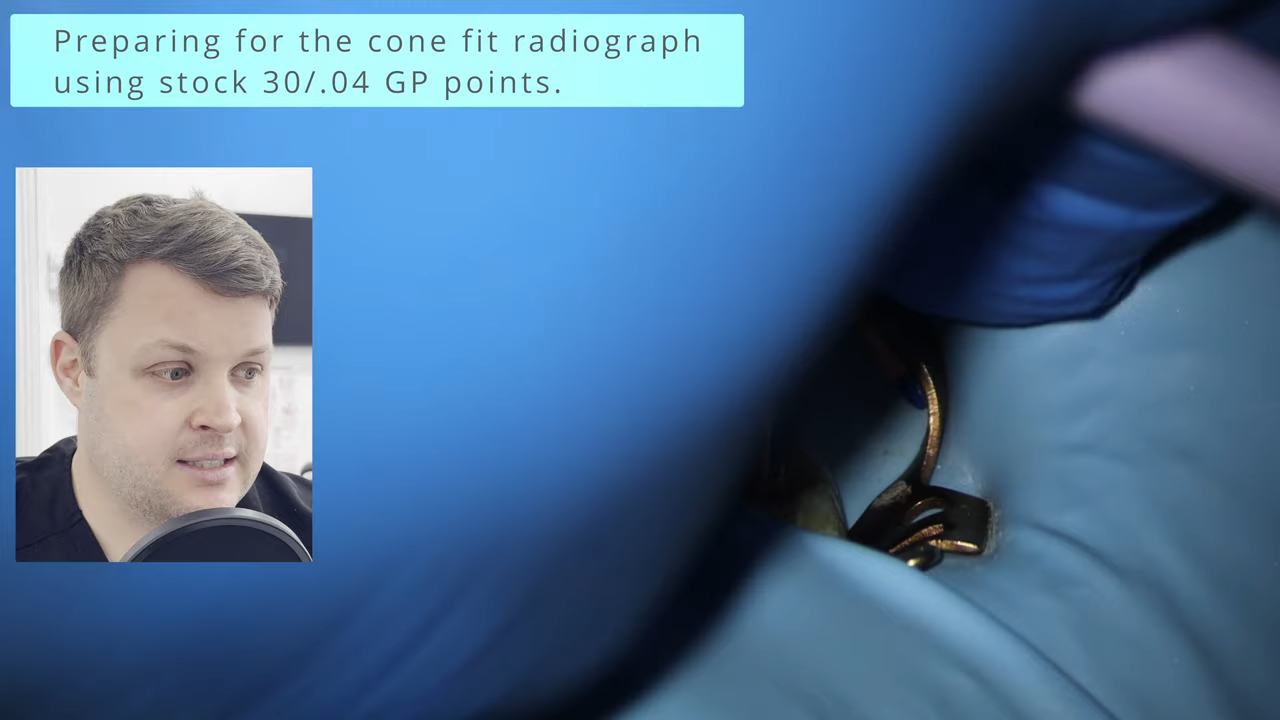 Preparing for the cone fit radiograph
using stock 30/.04 GP points.